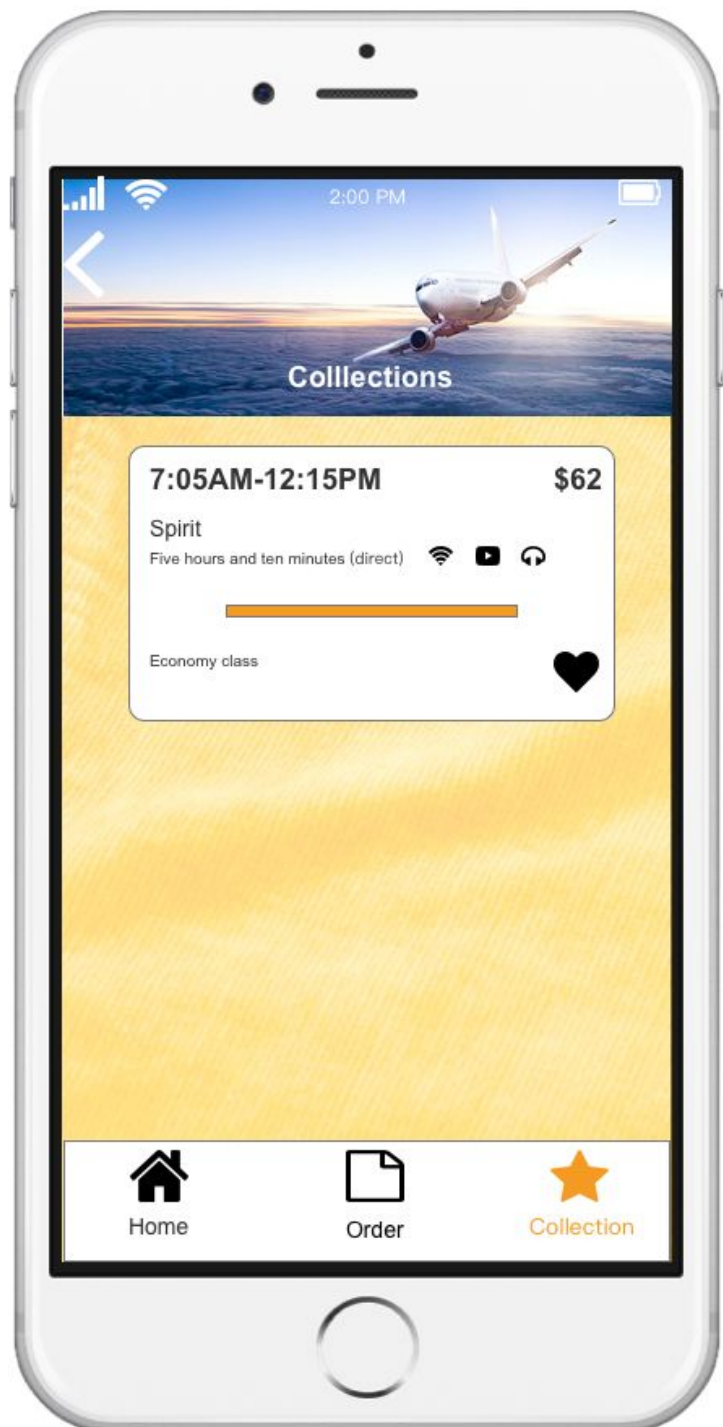 2:00 PM
Colllections
7:05AM-12:15PM $62
Spirit
Five hours and ten minutes (direct)
Economy class
Home Order Collection